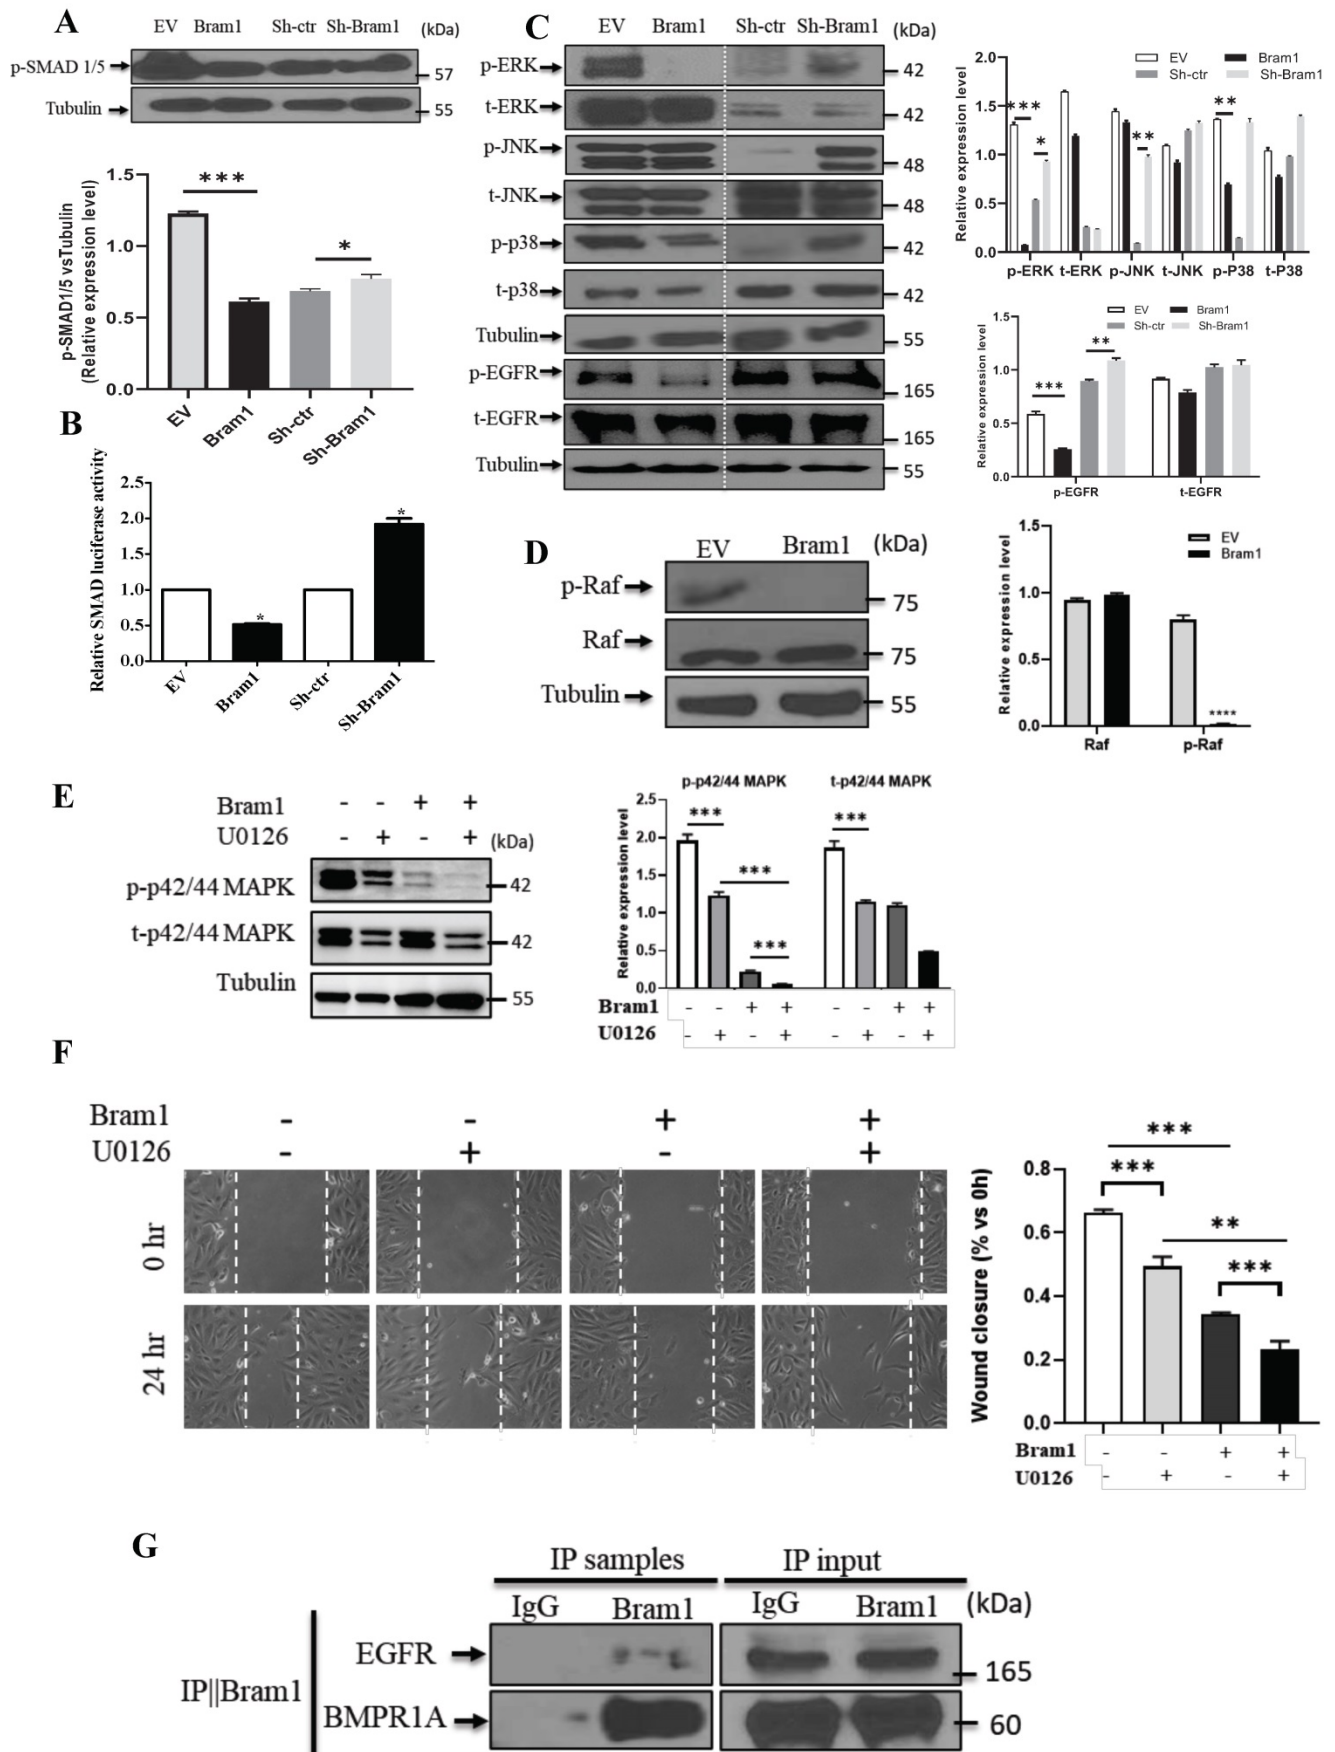 A
EV Bram1 Sh-ctr Sh-Bram1 (kDa)
p-SMAD 1/5 57
Tubulin 55
p-SMAD1/5 vsTubulin
(Relative expression level)
1.5
1.0
0.5
0.0
***
*
EV Bram1 Sh-ctr Sh-Bram1
B
Relative SMAD luciferase activity
2.5
2.0
1.5
1.0
0.5
0.0
*
*
EV Bram1 Sh-ctr Sh-Bram1
C
EV Bram1 Sh-ctr Sh-Bram1 (kDa)
p-ERK 42
t-ERK 42
p-JNK 48
t-JNK 48
p-p38 42
t-p38 42
Tubulin 55
p-EGFR 165
t-EGFR 165
Tubulin 55
EV Bram1
Sh-ctr Sh-Bram1
Relative expression level
2.0
1.5
1.0
0.5
0.0
*** * ** **
p-ERK t-ERK p-JNK t-JNK p-P38 t-P38
EV Bram1
Sh-ctr Sh-Bram1
Relative expression level
1.5
1.0
0.5
0.0
*** **
p-EGFR t-EGFR
D
EV Bram1 (kDa)
p-Raf 75
Raf 75
Tubulin 55
EV
Bram1
Relative expression level
1.5
1.0
0.5
0.0
****
Raf p-Raf
E
Bram1 - - + +
U0126 - + - + (kDa)
p-p42/44 MAPK 42
t-p42/44 MAPK 42
Tubulin 55
p-p42/44 MAPK t-p42/44 MAPK
Relative expression level
2.5
2.0
1.5
1.0
0.5
0.0
*** *** *** ***
Bram1 - - + + - - + +
U0126 - + - + - + - +
F
Bram1 - - + +
U0126 - + - +
0 hr
24 hr
Wound closure (% vs 0h)
0.8
0.6
0.4
0.2
0.0
***
***
**
***
Bram1 - - + +
U0126 - + - +
G
IP samples IP input
IgG Bram1 IgG Bram1 (kDa)
IP||Bram1
EGFR 165
BMPR1A 60